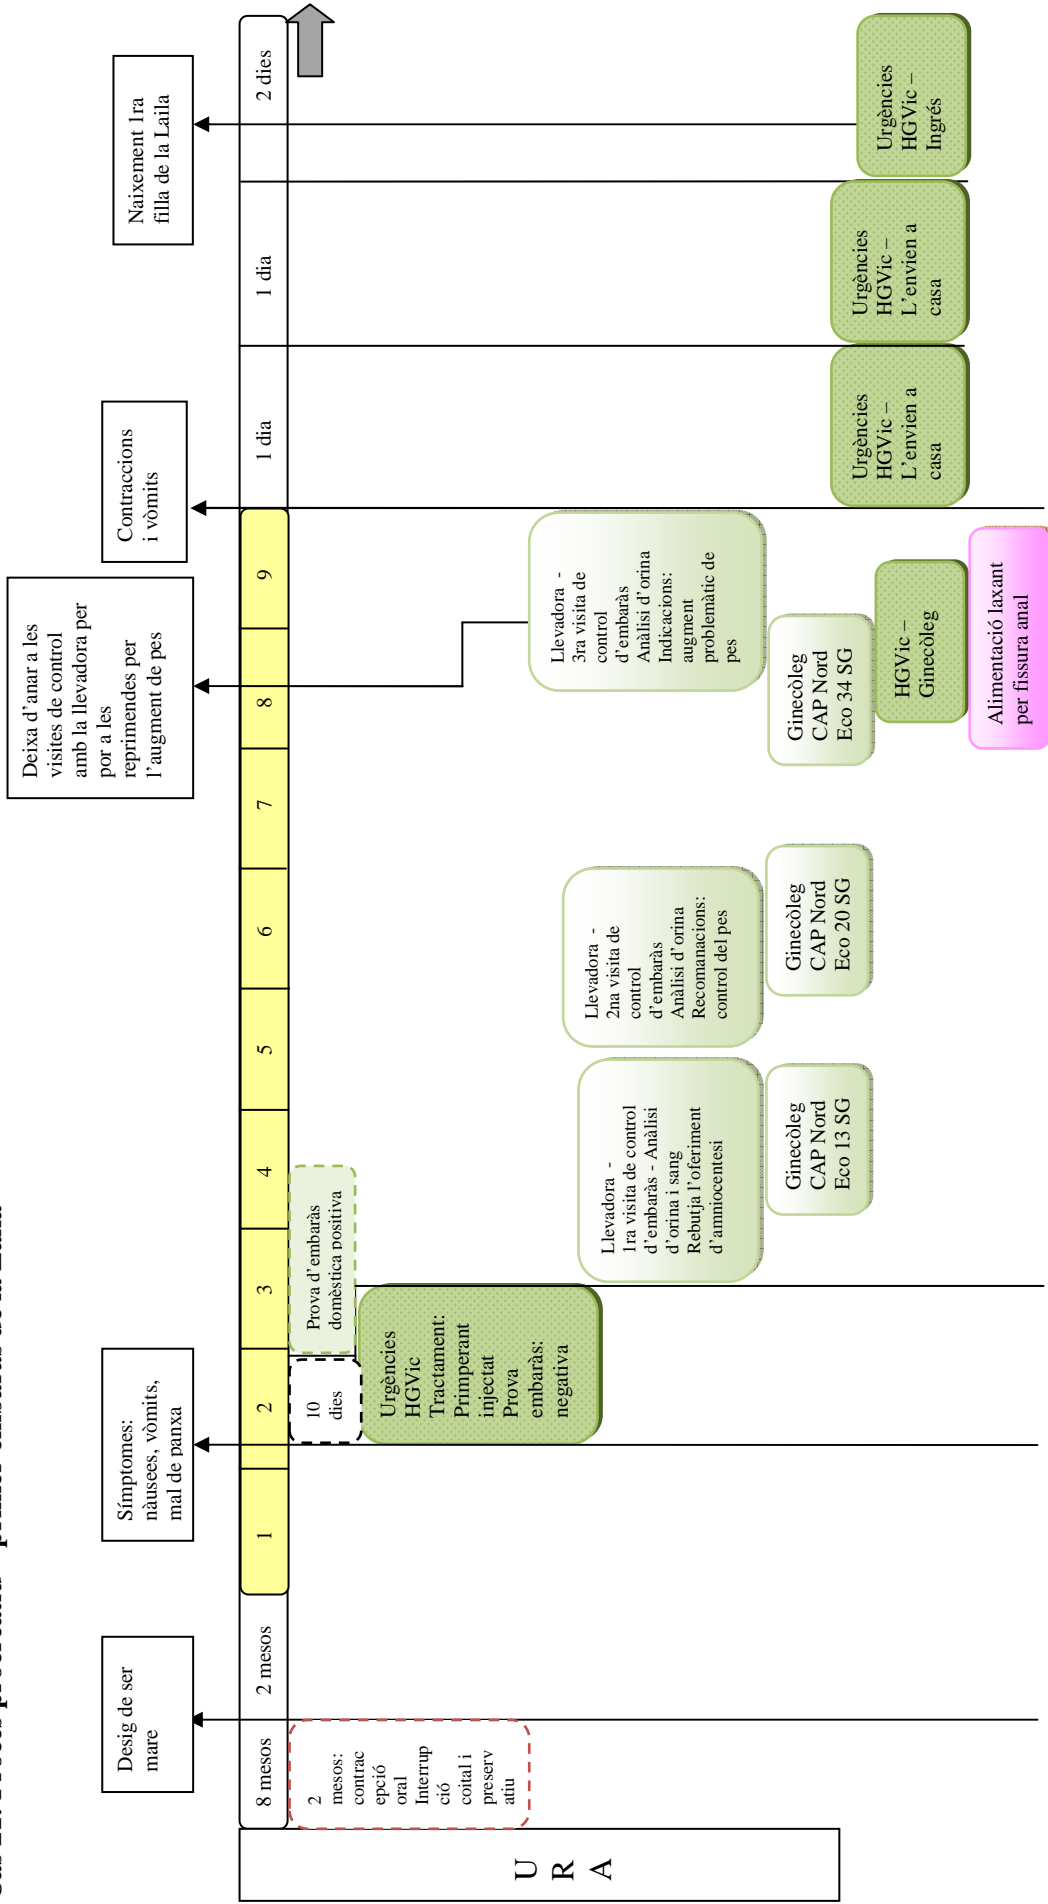 Procés procreatiu - primer embaràs de la Laila
Desig de ser
mare
Símptomes:
nàusees, vòmits,
mal de panxa
Deixa d'anar a les
visites de control
amb la llevadora per
por a les
reprimendes per
l'augment de pes
Contraccions
i vòmits
Naixement 1ra
filla de la Laila
8 mesos
2 mesos
1
2
3
4
5
6
7
8
9
1 dia
1 dia
2 dies
U
R
A
2
mesos:
contrac
epció
oral
Interrup
ció
coital i
preserv
atiu
10
dies
Prova d'embaràs
domèstica positiva
Urgències
HGVic
Tractament:
Primperant
injectat
Prova
embaràs:
negativa
Llevadora -
1ra visita de control
d'embaràs - Anàlisi
d'orina i sang
Rebutja l'oferiment
d'amniocentesi
Ginecòleg
CAP Nord
Eco 13 SG
Llevadora -
2na visita de
control
d'embaràs
Anàlisi d'orina
Recomanacions:
control del pes
Ginecòleg
CAP Nord
Eco 20 SG
Llevadora -
3ra visita de
control
d'embaràs
Anàlisi d'orina
Indicacions:
augment
problemàtic de
pes
Ginecòleg
CAP Nord
Eco 34 SG
HGVic –
Ginecòleg
Alimentació laxant
per fissura anal
Urgències
HGVic –
L'envien a
casa
Urgències
HGVic –
L'envien a
casa
Urgències
HGVic –
Ingrés